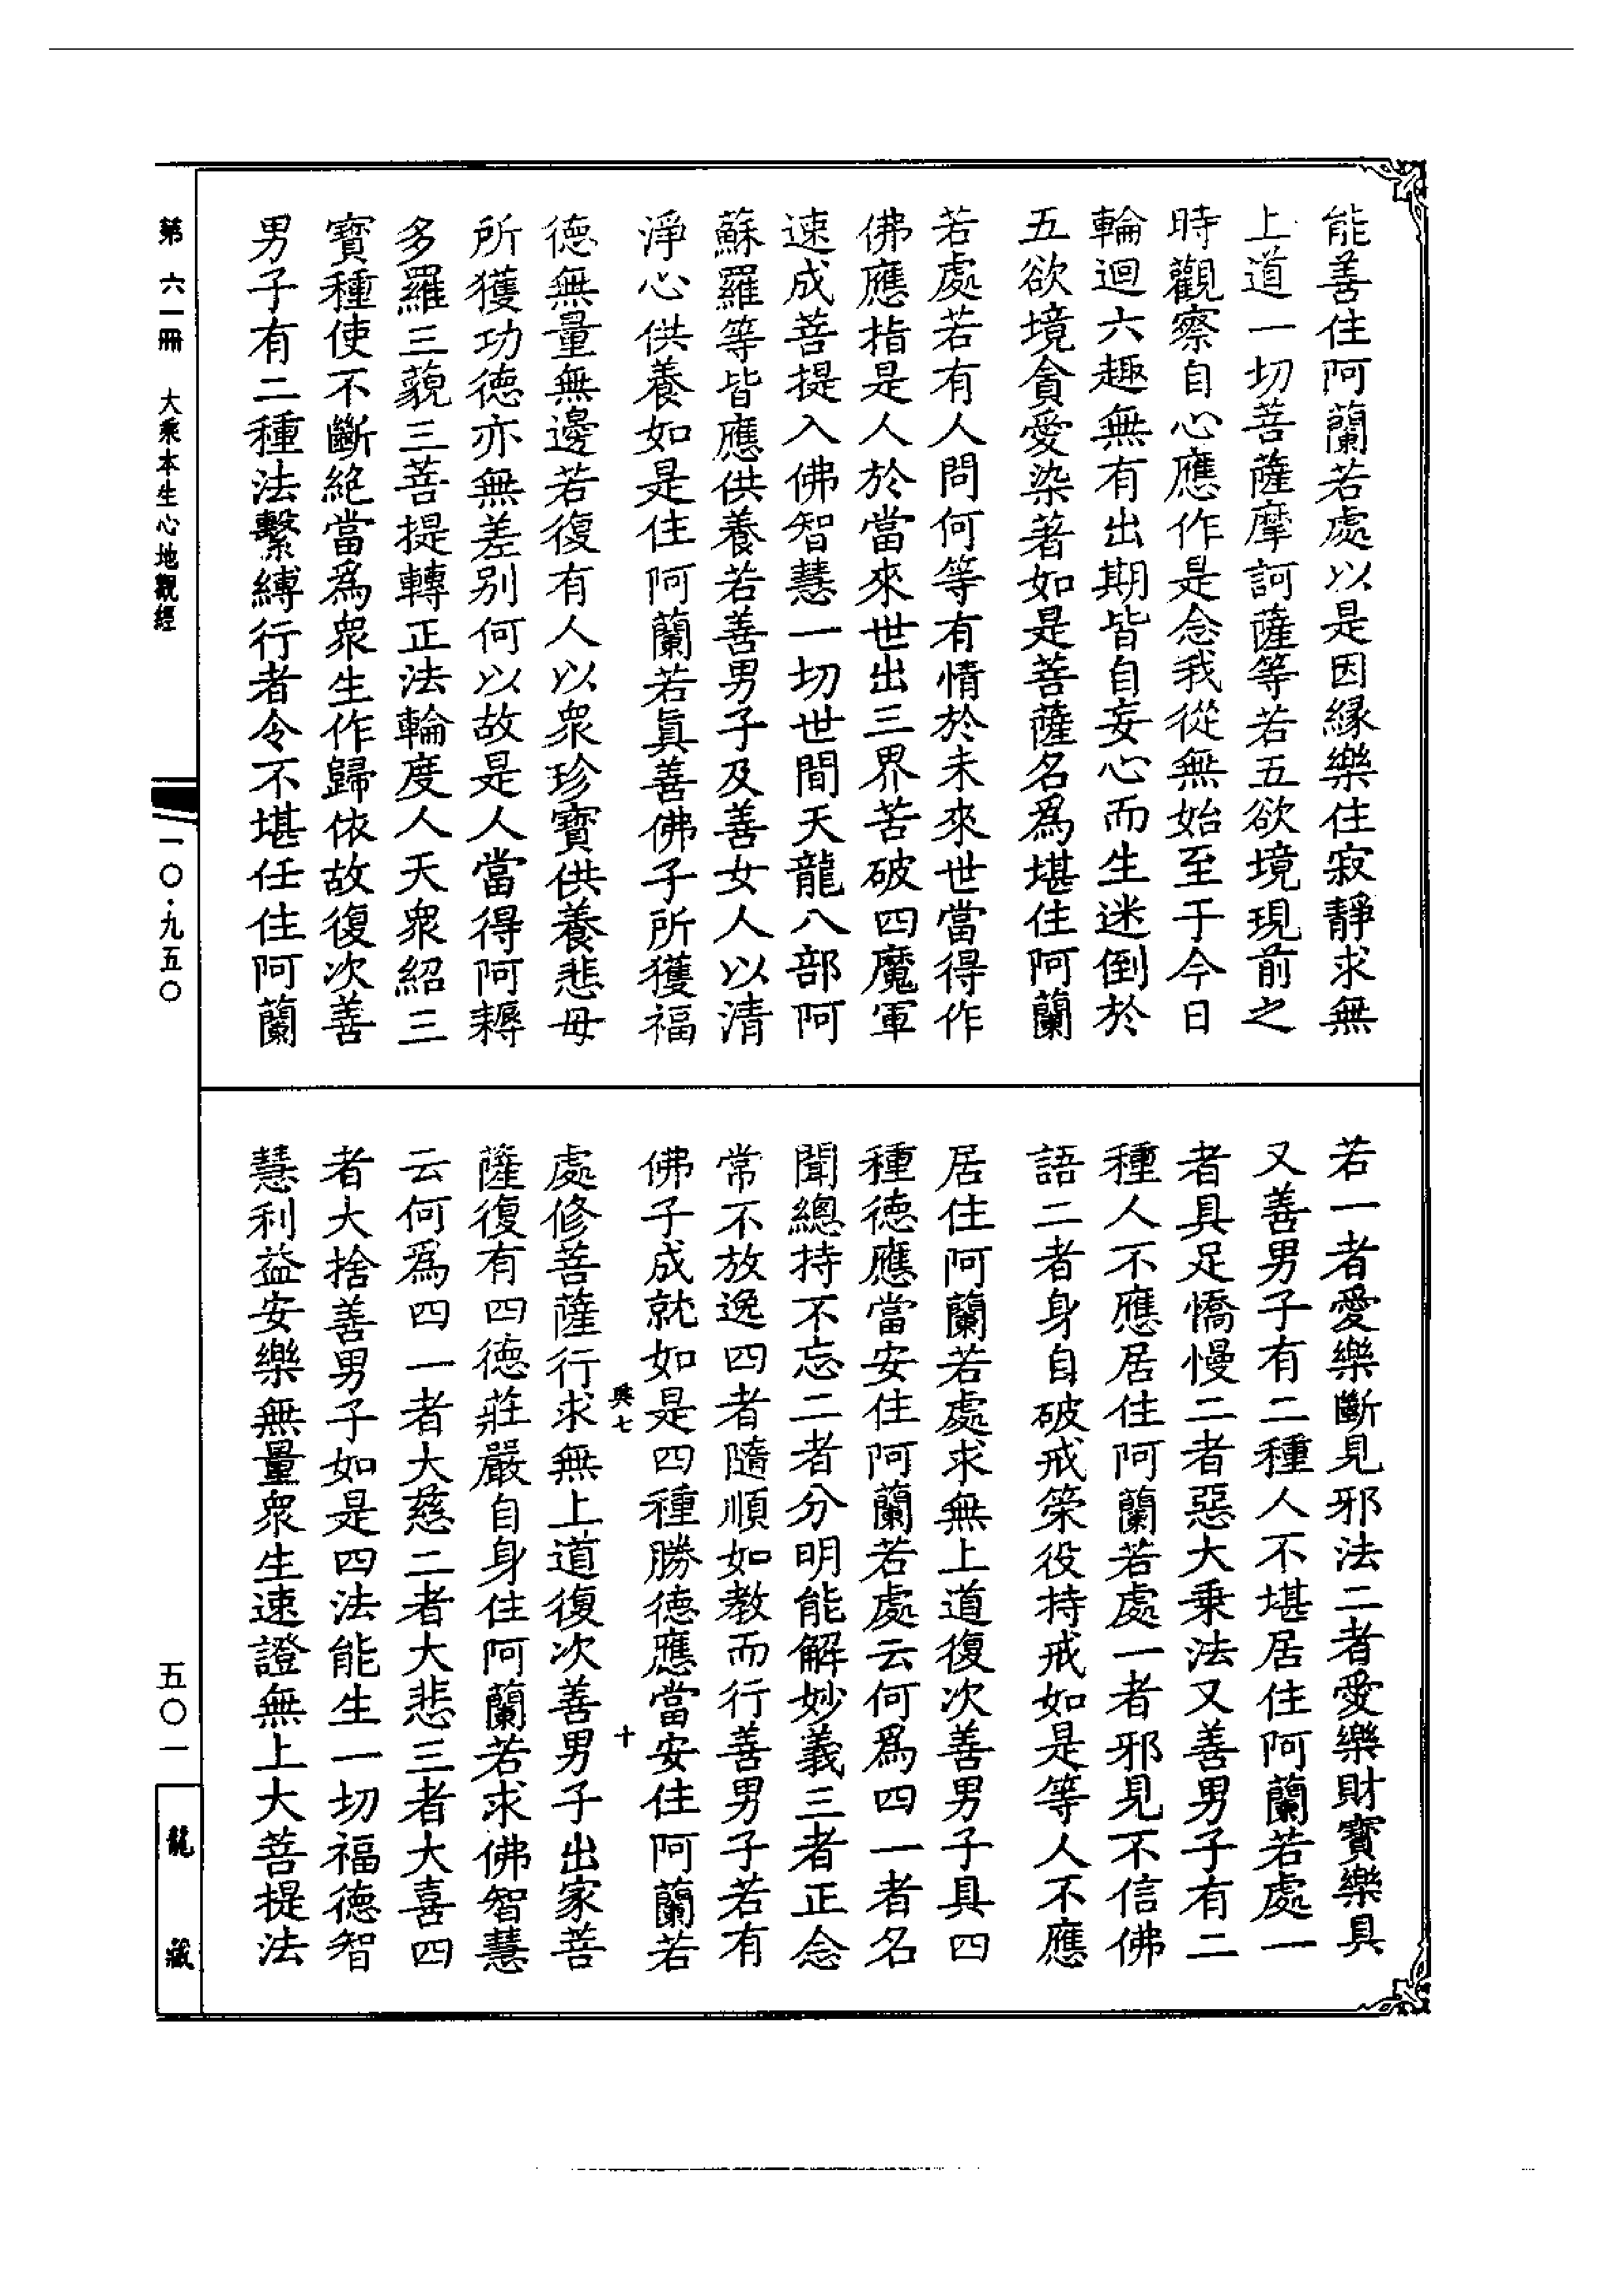 能善住阿蘭若處以是因緣樂住寂靜求無
上道一切菩薩摩訶薩等若五欲境現前之
時觀察自心應作是念我從無始至于今日
輪迴六趣無有出期皆自妄心而生迷倒於
五欲境貪愛染著如是菩薩名爲堪住阿蘭
若處若有人問何等有情於未來世當得作
佛應指是人於當來世出三界苦破四魔軍
速成菩提入佛智慧一切世間天龍八部阿
蘇羅等皆應供養若善男子及善女人以清
淨心供養如是住阿蘭若眞善佛子所獲福
德無量無邊若復有人以衆珍寶供養悲母
所獲功德亦無差別何以故是人當得阿耨
多羅三藐三菩提轉正法輪度人天衆紹三
寶種使不斷絕當爲衆生作歸依故復次善
男子有二種法繫縛行者令不堪任住阿蘭
若一者愛樂斷見邪法二者愛樂財寶樂具
又善男子有二種人不堪居住阿蘭若處一
者具足憍慢二者惡大乘法又善男子有二
種人不應居住阿蘭若處一者邪見不信佛
語二者身自破戒策役持戒如是等人不應
居住阿蘭若處求無上道復次善男子具四
種德應當安住阿蘭若處云何爲四一者名
聞總持不忘二者分明能解妙義三者正念
常不放逸四者隨順如教而行善男子若有
佛子成就如是四種勝德應當安住阿蘭若
與七 十
處修菩薩行求無上道復次善男子出家菩
薩復有四德莊嚴自身住阿蘭若求佛智慧
云何爲四一者大慈二者大悲三者大喜四
者大捨善男子如是四法能生一切福德智
慧利益安樂無量衆生速證無上大菩提法
第六一冊 大乘本生心地觀經
一〇·九五〇
五〇一
龍藏